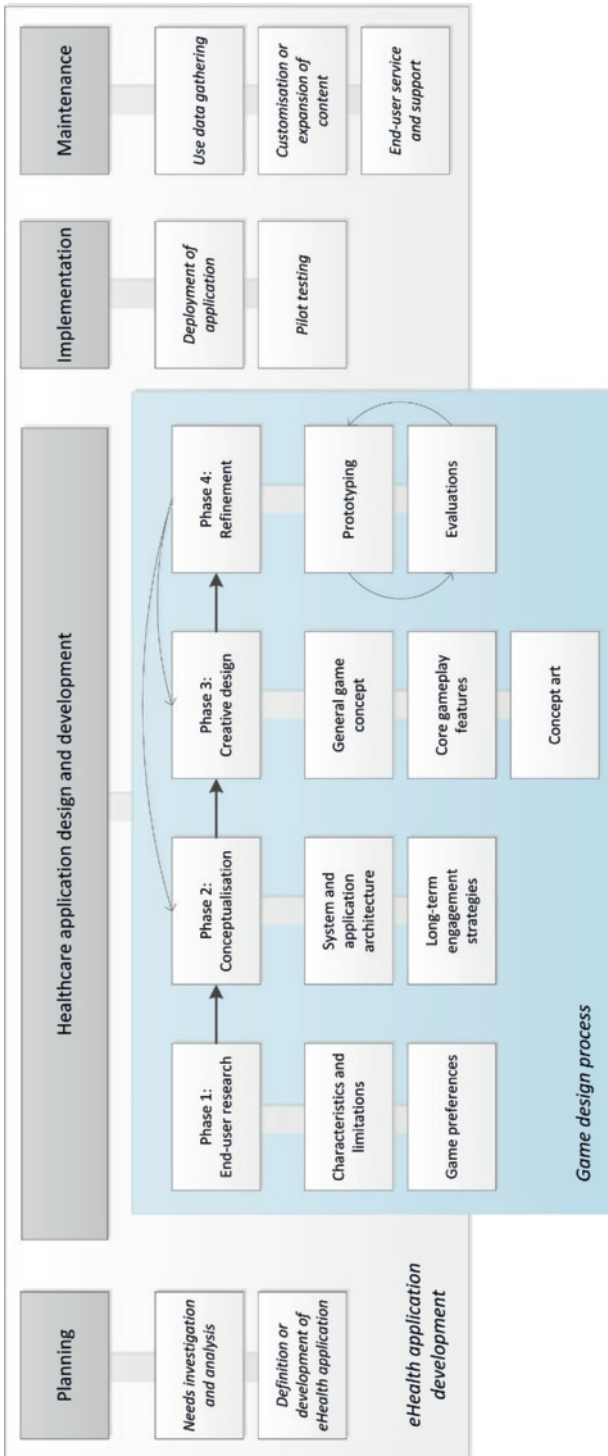 Planning
Needs investigation
and analysis
Definition or
development of
eHealth application
eHealth application
development
Healthcare application design and development
Phase 1:
End-user research
Characteristics and
limitations
Game preferences
Phase 2:
Conceptualisation
System and
application
architecture
Long-term
engagement
strategies
Phase 3:
Creative design
General game
concept
Core gameplay
features
Concept art
Phase 4:
Refinement
Prototyping
Evaluations
Game design process
Implementation
Deployment of
application
Pilot testing
Maintenance
Use data gathering
Customisation or
expansion of
content
End-user service
and support